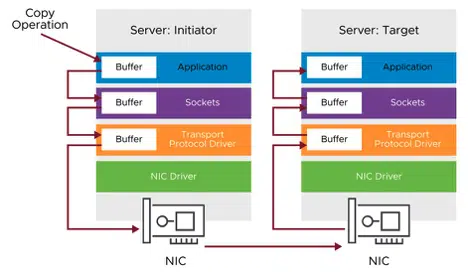 Copy
Operation
Server: Initiator
Buffer
Application
Buffer
Sockets
Buffer
Transport
Protocol Driver
NIC Driver
NIC
Server: Target
Buffer
Application
Buffer
Sockets
Buffer
Transport
Protocol Driver
NIC Driver
NIC